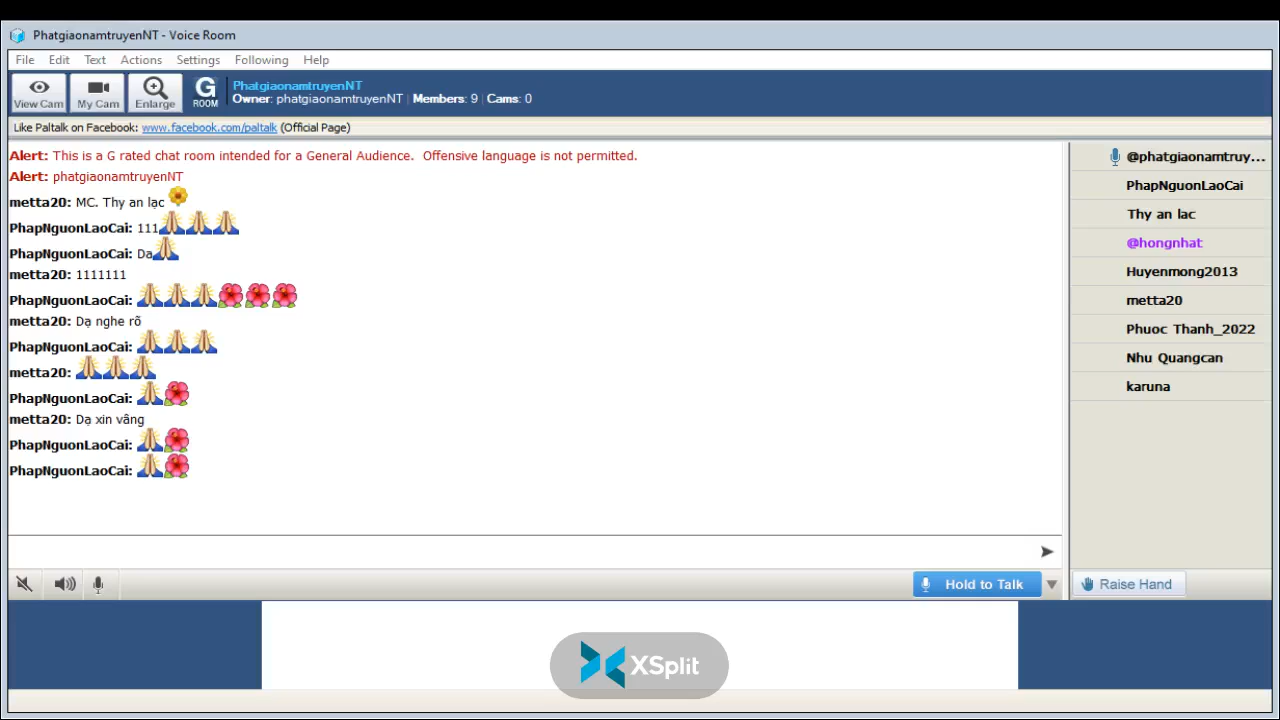 PhatgiaonamtruyenNT - Voice Room
File Edit Text Actions Settings Following Help
View Cam My Cam Enlarge G ROOM
PhatgiaonamtruyenNT
Owner: phatgiaonamtruyenNT | Members: 9 | Cams: 0
Like Paltalk on Facebook: www.facebook.com/paltalk (Official Page)
Alert: This is a G rated chat room intended for a General Audience. Offensive language is not permitted.
Alert: phatgiaonamtruyenNT
metta20: MC. Thy an lạc
PhapNguonLaoCai: 111
PhapNguonLaoCai: Da
metta20: 1111111
PhapNguonLaoCai:
metta20: Dạ nghe rõ
PhapNguonLaoCai:
metta20:
PhapNguonLaoCai:
metta20: Dạ xin vâng
PhapNguonLaoCai:
PhapNguonLaoCai:
@phatgiaonamtruy...
PhapNguonLaoCai
Thy an lac
@hongnhat
Huyenmong2013
metta20
Phuoc Thanh_2022
Nhu Quangcan
karuna
Hold to Talk
Raise Hand
XSplit